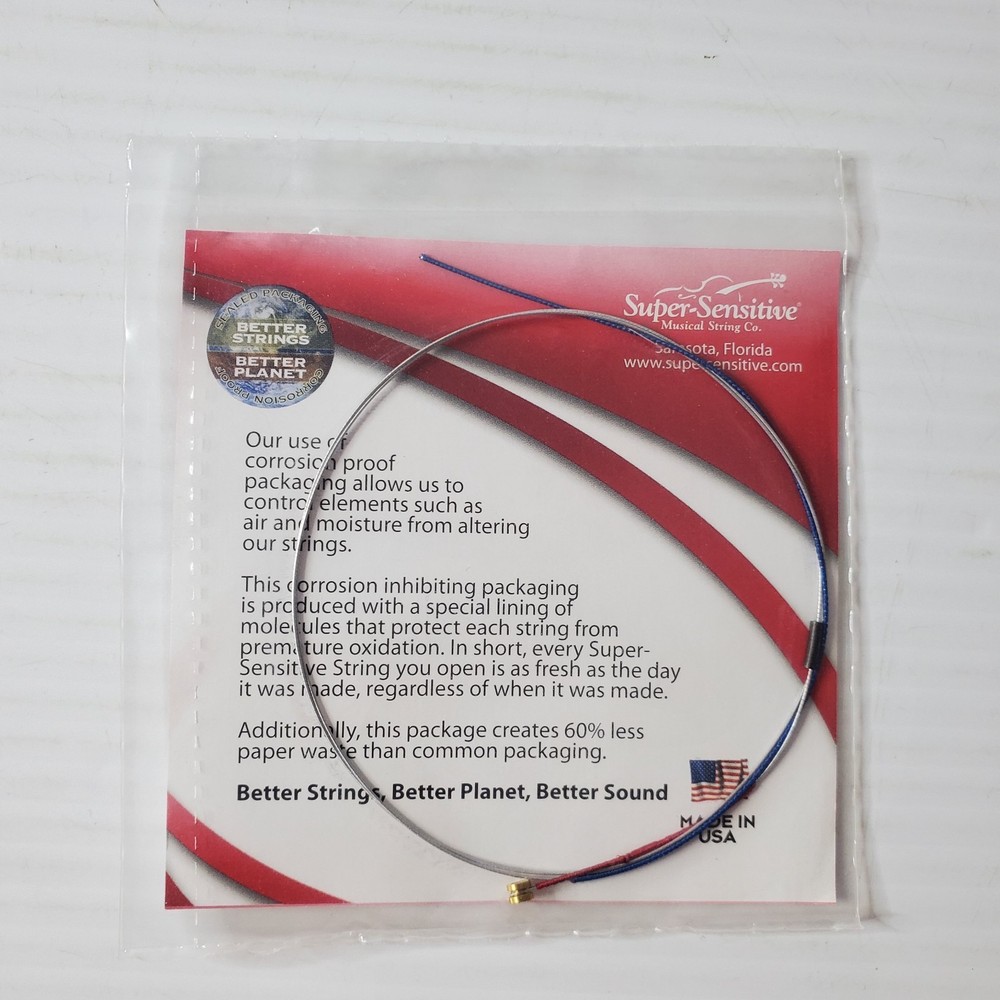 SEALED PACKAGING
BETTER
STRINGS
BETTER
PLANET
CORROSION PROOF
Super-Sensitive®
Musical String Co.
Sarasota, Florida
www.supersensitive.com
Our use of
corrosion proof
packaging allows us to
control elements such as
air and moisture from altering
our strings.
This corrosion inhibiting packaging
is produced with a special lining of
molecules that protect each string from
premature oxidation. In short, every Super-
Sensitive String you open is as fresh as the day
it was made, regardless of when it was made.
Additionally, this package creates 60% less
paper waste than common packaging.
Better Strings, Better Planet, Better Sound
MADE IN
USA